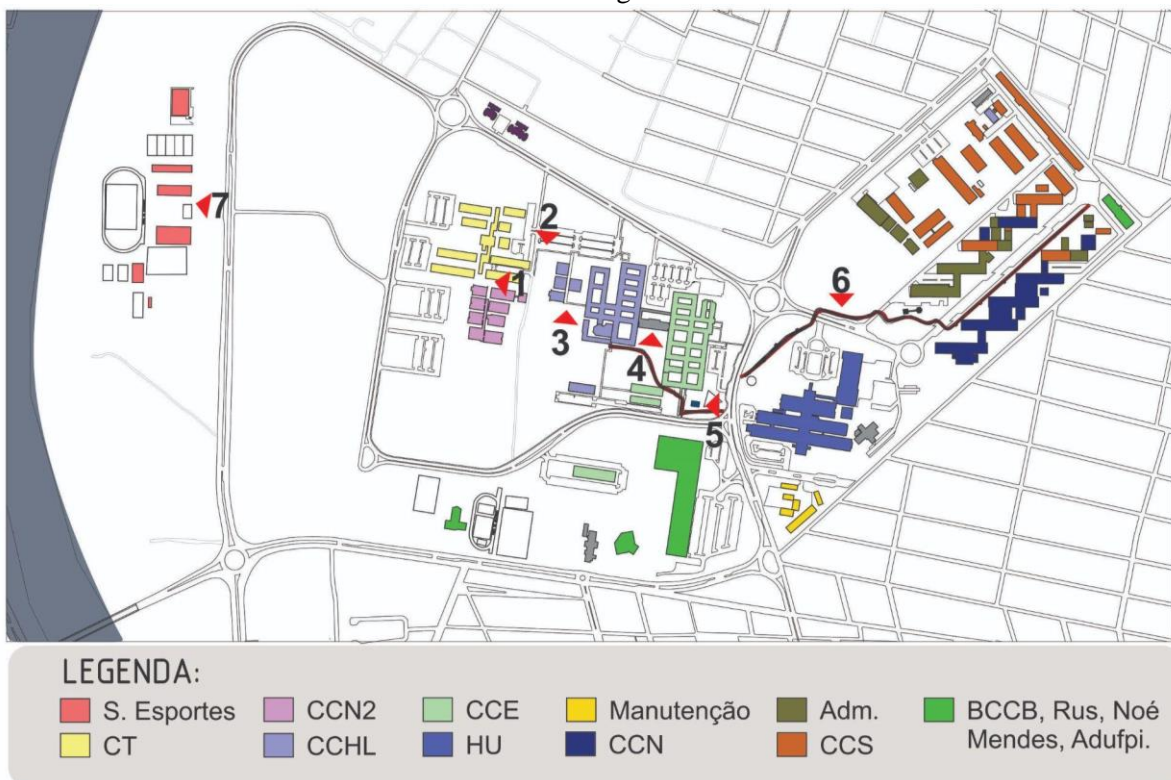 2
7
6
1
3
4
5
LEGENDA:
S. Esportes
CCN2
CCE
Manutenção
Adm.
BCCB, Rus, Noé
Mendes, Adufpi.
CT
CCHL
HU
CCN
CCS